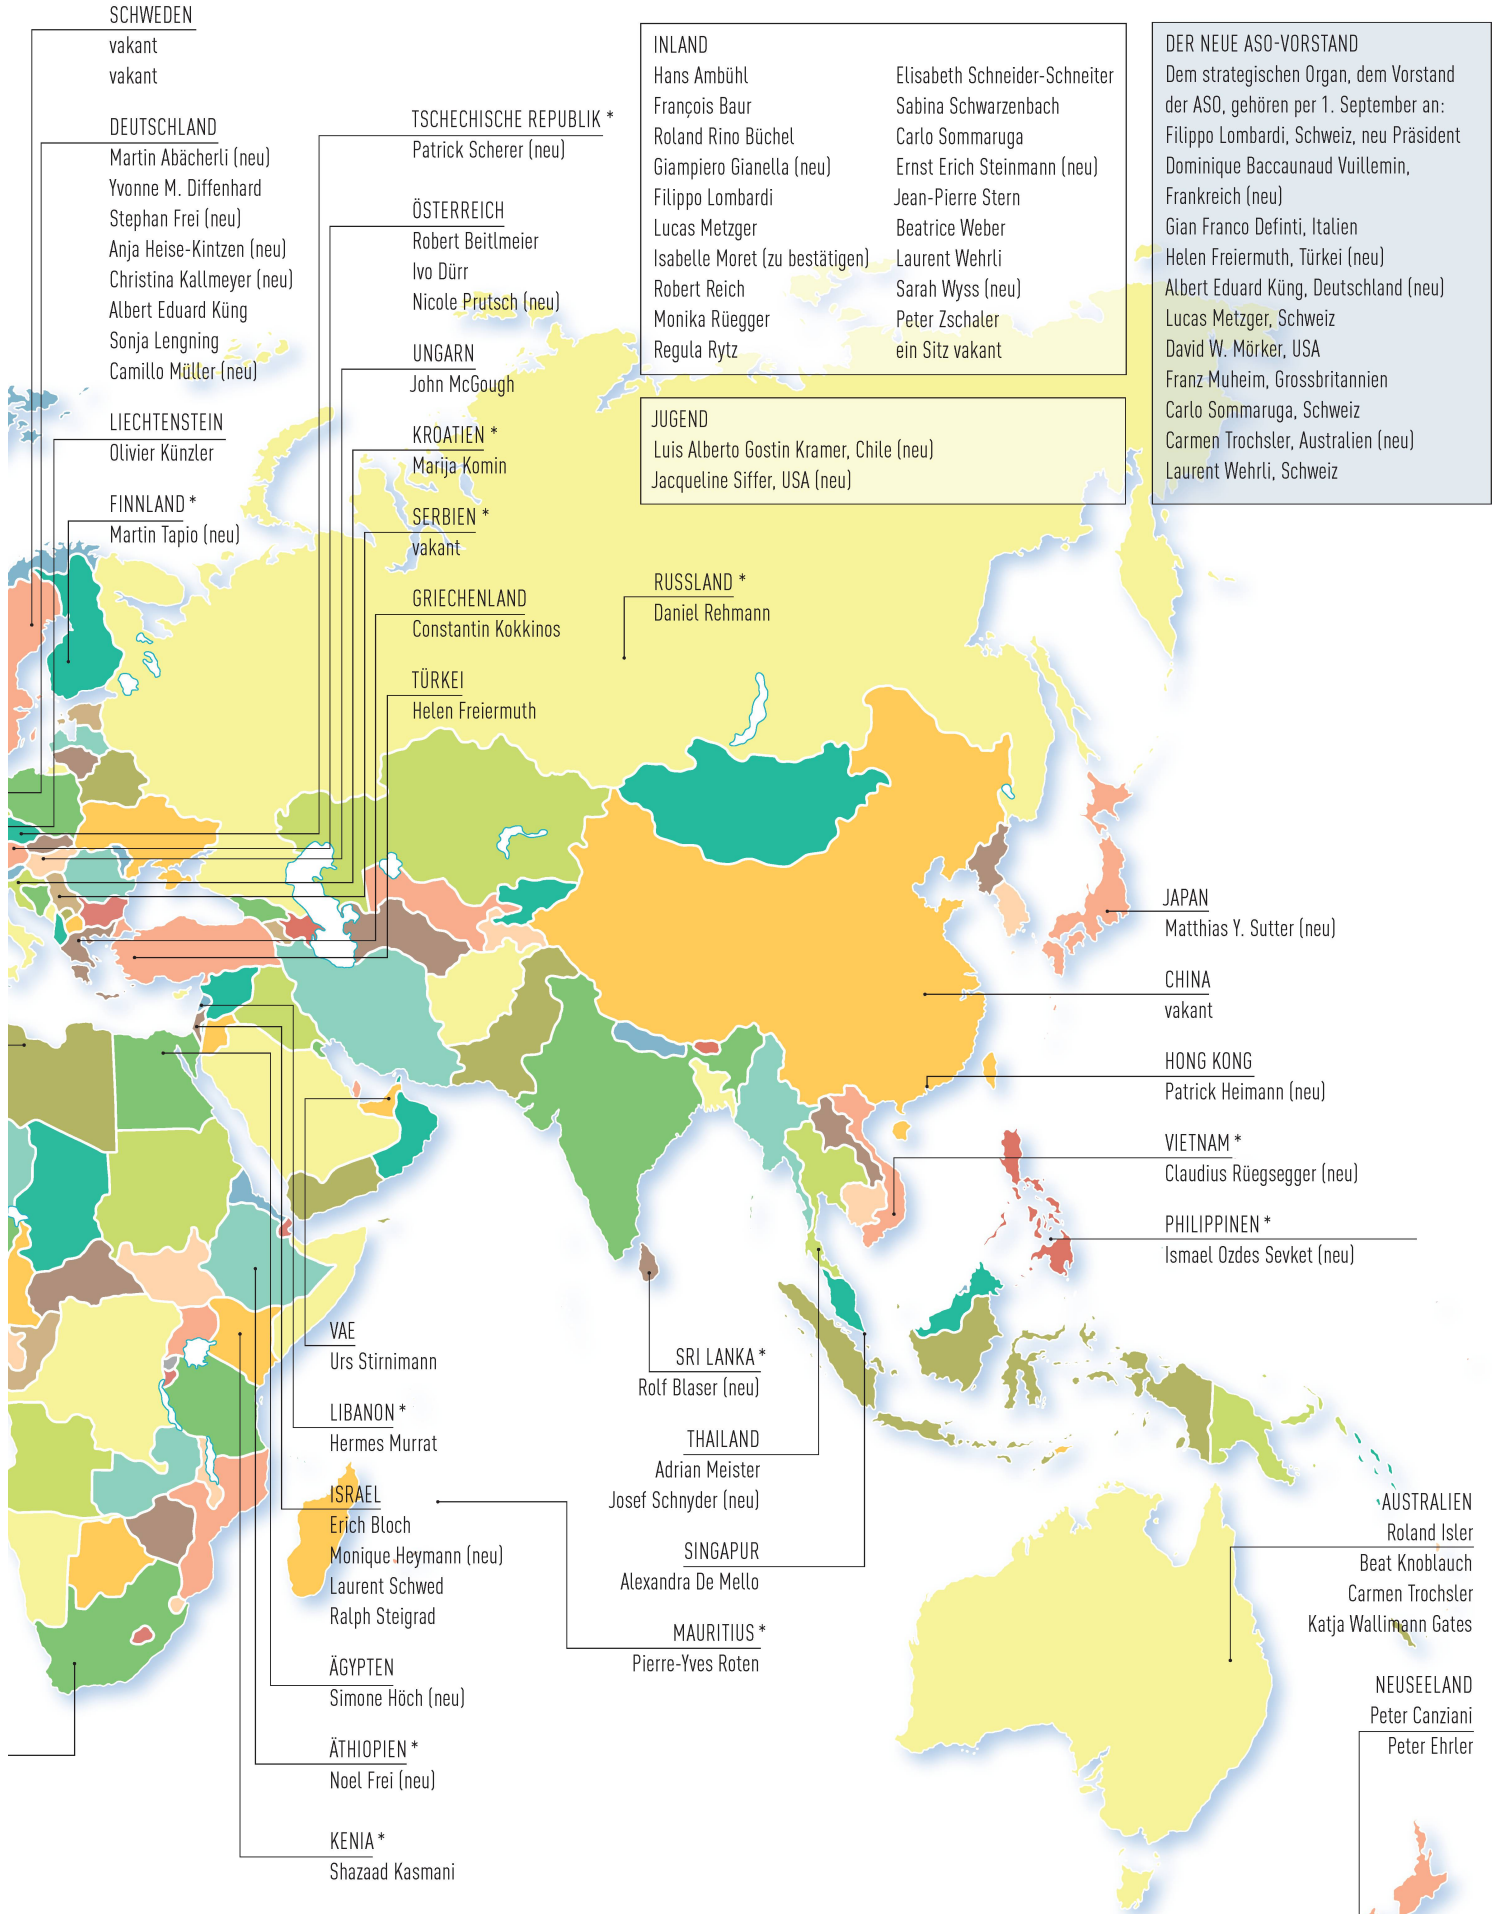 SCHWEDEN
vakant
vakant
DEUTSCHLAND
Martin Abächerli (neu)
Yvonne M. Diffenhard
Stephan Frei (neu)
Anja Heise-Kintzen (neu)
Christina Kallmeyer (neu)
Albert Eduard Küng
Sonja Lengning
Camillo Müller (neu)
LIECHTENSTEIN
Olivier Künzler
FINNLAND *
Martin Tapio (neu)
TSCHECHISCHE REPUBLIK *
Patrick Scherer (neu)
ÖSTERREICH
Robert Beitlmeier
Ivo Dürr
Nicole Prutsch (neu)
UNGARN
John McGough
KROATIEN *
Marija Komin
SERBIEN *
vakant
GRIECHENLAND
Constantin Kokkinos
TÜRKEI
Helen Freiermuth
INLAND
Hans Ambühl
François Baur
Roland Rino Büchel
Giampiero Gianella (neu)
Filippo Lombardi
Lucas Metzger
Isabelle Moret (zu bestätigen)
Robert Reich
Monika Rüegger
Regula Rytz
Elisabeth Schneider-Schneiter
Sabina Schwarzenbach
Carlo Sommaruga
Ernst Erich Steinmann (neu)
Jean-Pierre Stern
Beatrice Weber
Laurent Wehrli
Sarah Wyss (neu)
Peter Zschaler
ein Sitz vakant
JUGEND
Luis Alberto Gostin Kramer, Chile (neu)
Jacqueline Siffer, USA (neu)
DER NEUE ASO-VORSTAND
Dem strategischen Organ, dem Vorstand
der ASO, gehören per 1. September an:
Filippo Lombardi, Schweiz, neu Präsident
Dominique Baccaunaud Vuillemin,
Frankreich (neu)
Gian Franco Definti, Italien
Helen Freiermuth, Türkei (neu)
Albert Eduard Küng, Deutschland (neu)
Lucas Metzger, Schweiz
David W. Mörker, USA
Franz Muheim, Grossbritannien
Carlo Sommaruga, Schweiz
Carmen Trochsler, Australien (neu)
Laurent Wehrli, Schweiz
RUSSLAND *
Daniel Rehmann
JAPAN
Matthias Y. Sutter (neu)
CHINA
vakant
HONG KONG
Patrick Heimann (neu)
VIETNAM *
Claudius Rüegsegger (neu)
PHILIPPINEN *
Ismael Ozdes Sevket (neu)
VAE
Urs Stirnimann
LIBANON *
Hermes Murrat
ISRAEL
Erich Bloch
Monique Heymann (neu)
Laurent Schwed
Ralph Steigrad
ÄGYPTEN
Simone Höch (neu)
ÄTHIOPIEN *
Noel Frei (neu)
KENIA *
Shazaad Kasmani
SRI LANKA *
Rolf Blaser (neu)
THAILAND
Adrian Meister
Josef Schnyder (neu)
SINGAPUR
Alexandra De Mello
MAURITIUS *
Pierre-Yves Roten
AUSTRALIEN
Roland Isler
Beat Knoblauch
Carmen Trochsler
Katja Wallimann Gates
NEUSEELAND
Peter Canziani
Peter Ehrler